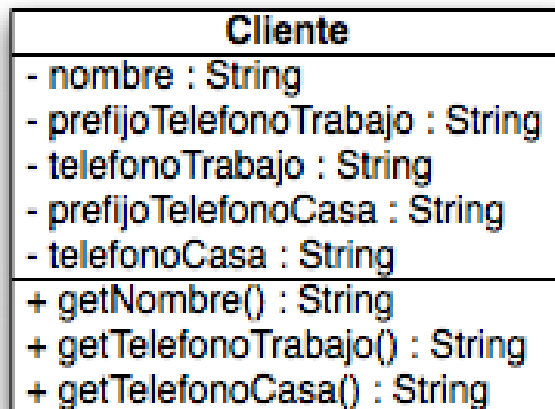 Cliente
- nombre : String
- prefijoTelefonoTrabajo : String
- telefonoTrabajo : String
- prefijoTelefonoCasa : String
- telefonoCasa : String
+ getNombre() : String
+ getTelefonoTrabajo() : String
+ getTelefonoCasa() : String